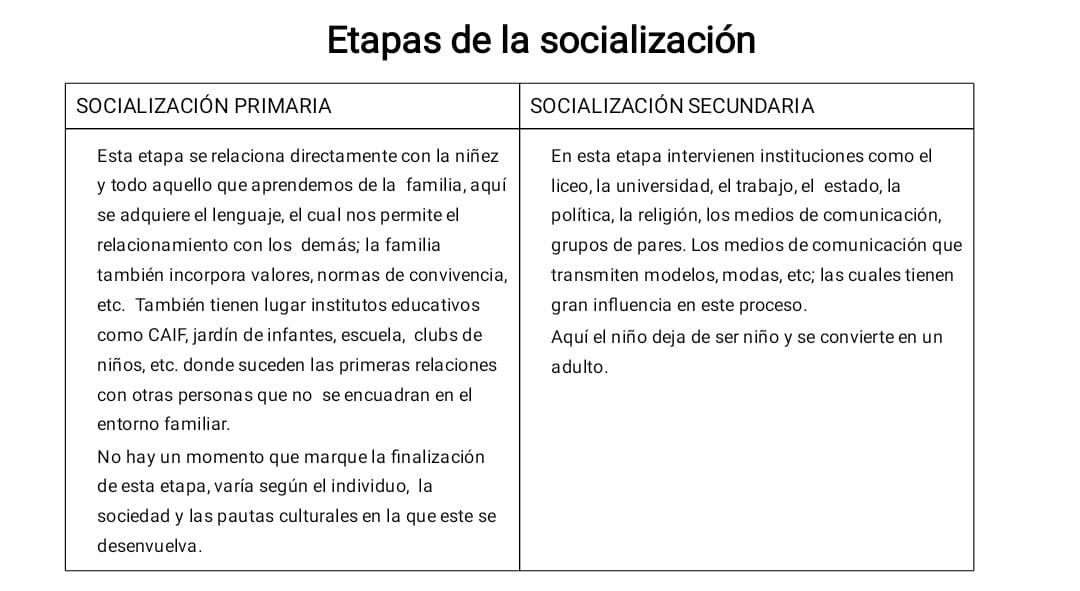 Etapas de la socialización
SOCIALIZACIÓN PRIMARIA
Esta etapa se relaciona directamente con la niñez
y todo aquello que aprendemos de la familia, aquí
se adquiere el lenguaje, el cual nos permite el
relacionamiento con los demás; la familia
también incorpora valores, normas de convivencia,
etc. También tienen lugar institutos educativos
como CAIF, jardín de infantes, escuela, clubs de
niños, etc. donde suceden las primeras relaciones
con otras personas que no se encuadran en el
entorno familiar.
No hay un momento que marque la finalización
de esta etapa, varía según el individuo, la
sociedad y las pautas culturales en la que este se
desenvuelva.
SOCIALIZACIÓN SECUNDARIA
En esta etapa intervienen instituciones como el
liceo, la universidad, el trabajo, el estado, la
política, la religión, los medios de comunicación,
grupos de pares. Los medios de comunicación que
transmiten modelos, modas, etc; las cuales tienen
gran influencia en este proceso.
Aquí el niño deja de ser niño y se convierte en un
adulto.